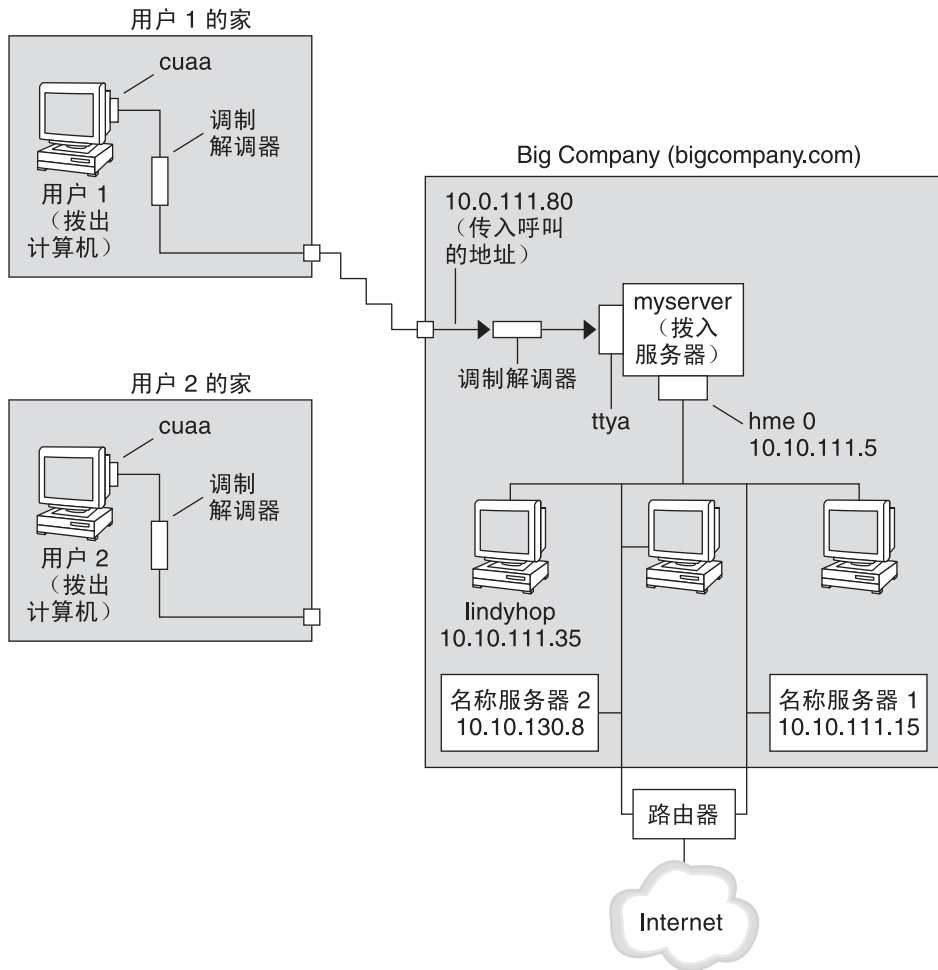 用户 1 的家
cuaa
调制
解调器
用户 1
（拨出
计算机）
Big Company (bigcompany.com)
10.0.111.80
（传入呼叫
的地址）
myserver
（拨入
服务器）
调制解调器
ttya
hme 0
10.10.111.5
用户 2 的家
cuaa
调制
解调器
用户 2
（拨出
计算机）
lindyhop
10.10.111.35
名称服务器 2
10.10.130.8
名称服务器 1
10.10.111.15
路由器
Internet